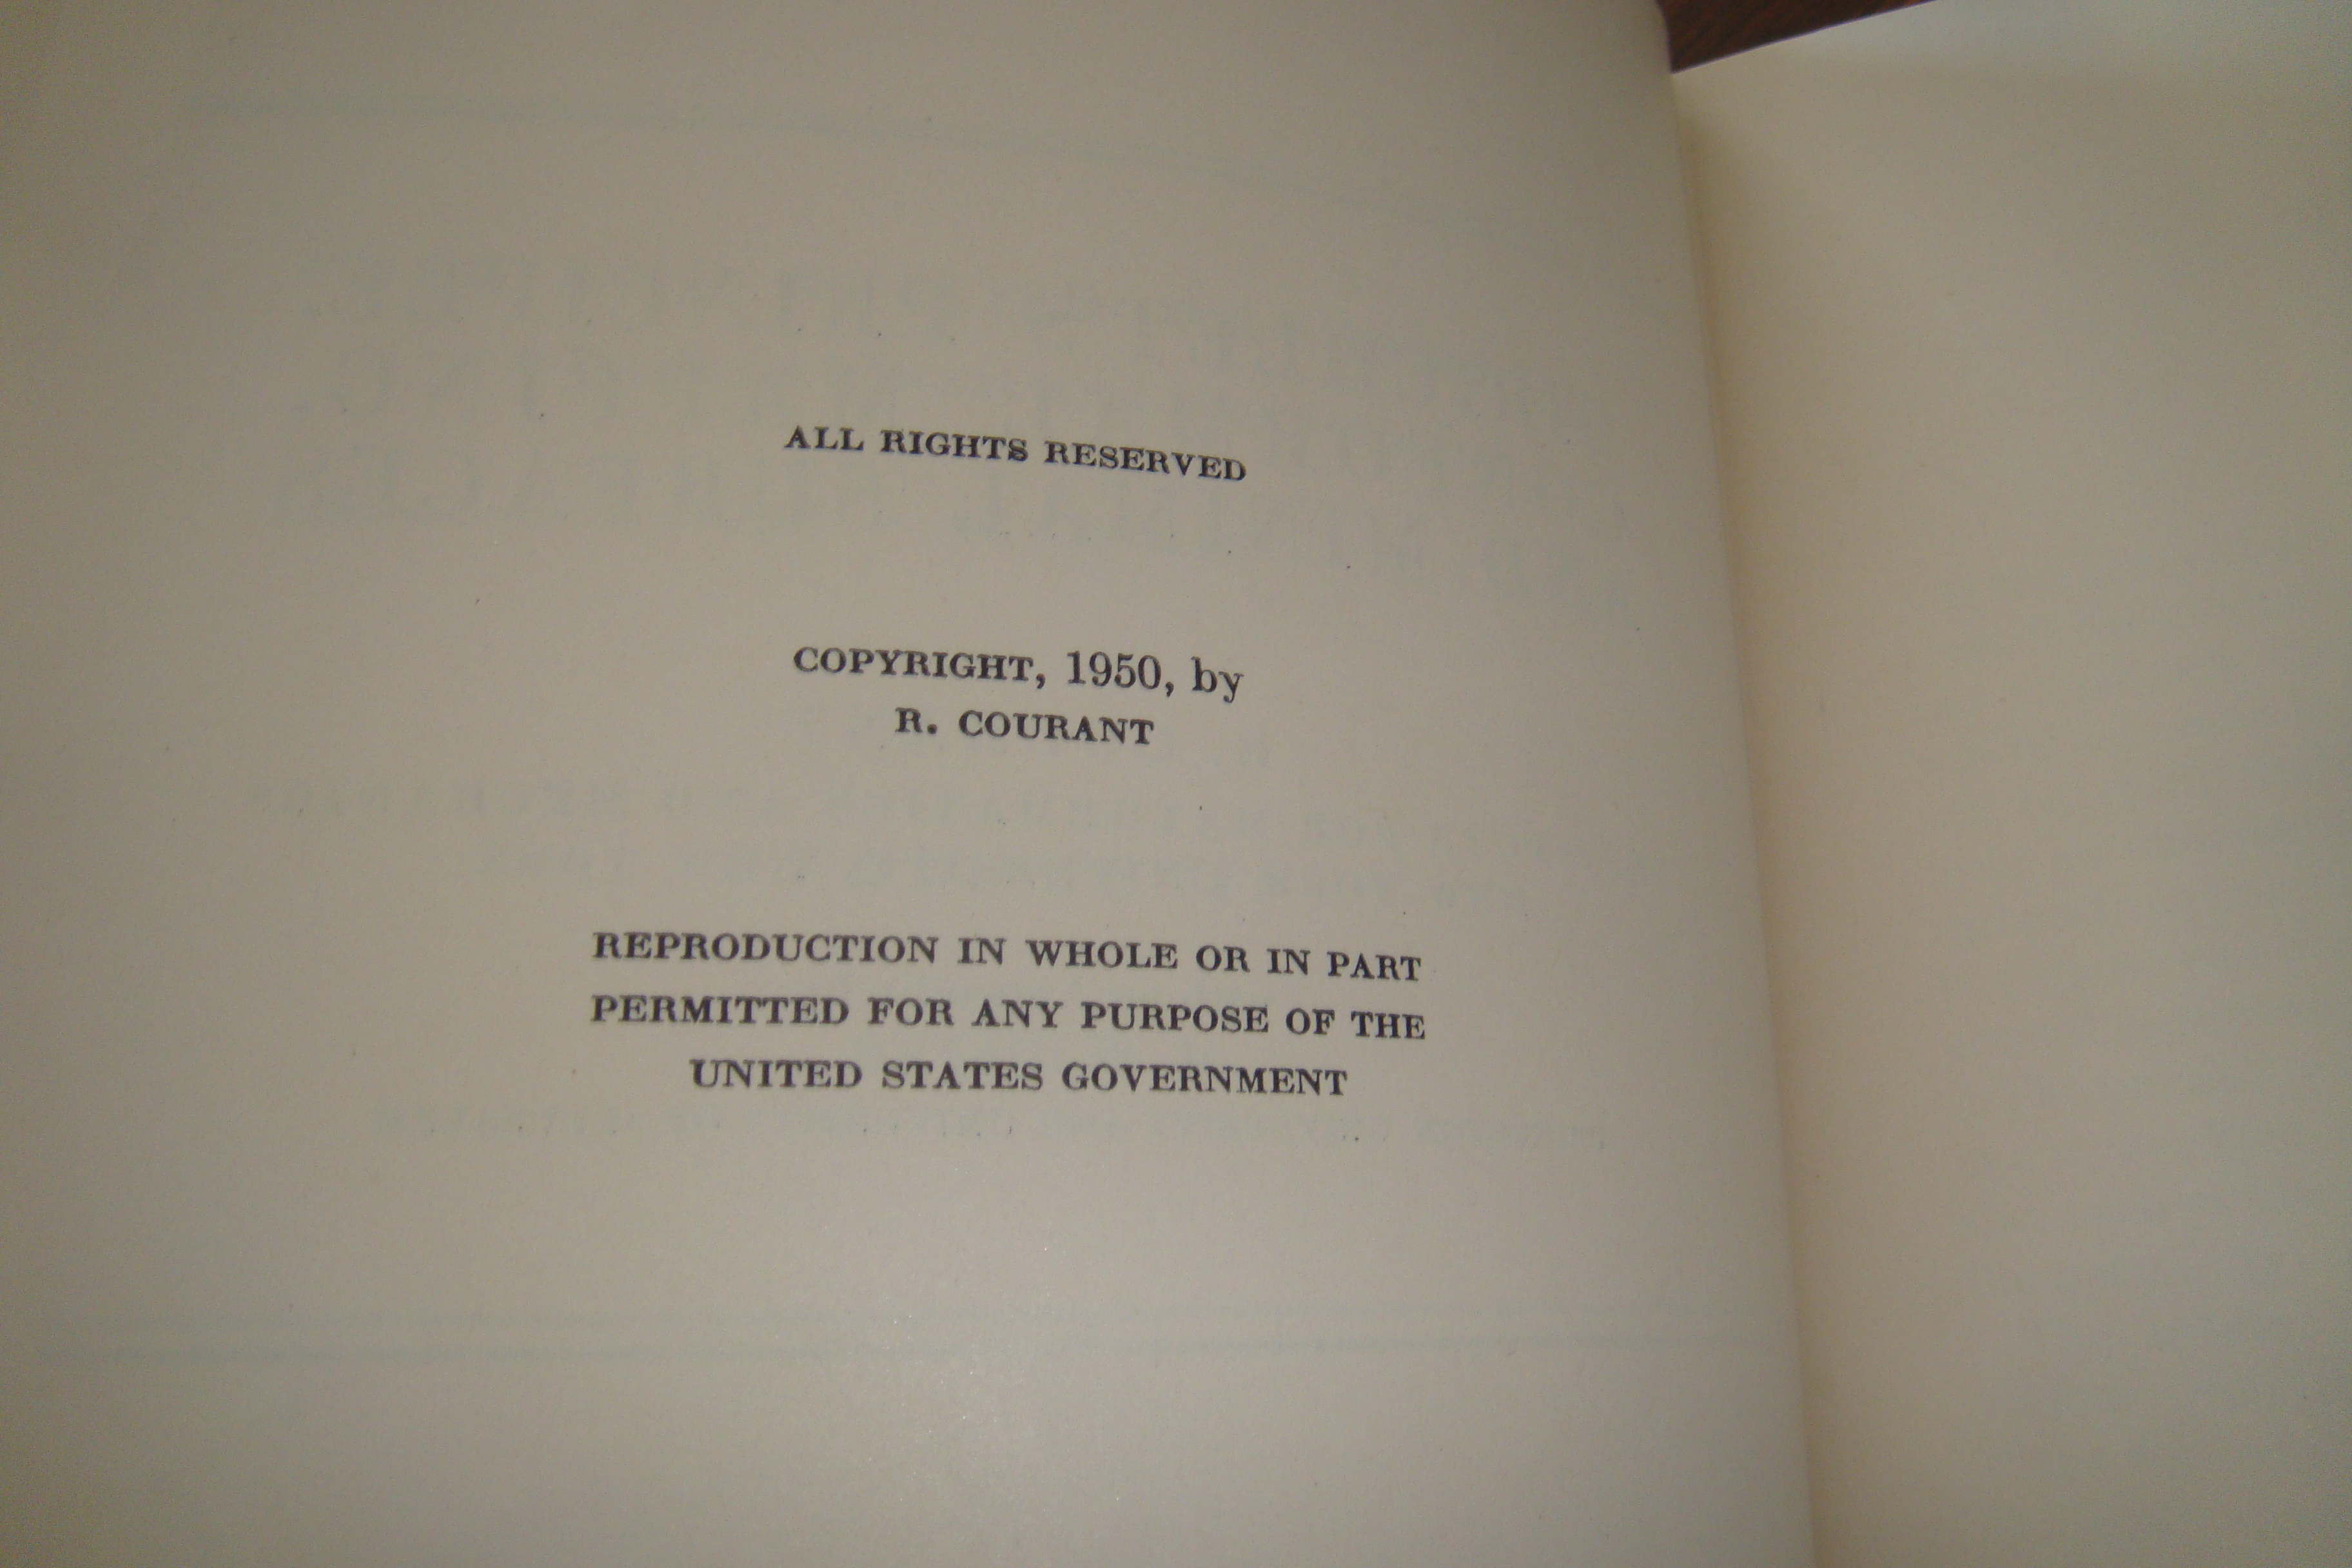 ALL RIGHTS RESERVED
COPYRIGHT, 1950, by
R. COURANT
REPRODUCTION IN WHOLE OR IN PART
PERMITTED FOR ANY PURPOSE OF THE
UNITED STATES GOVERNMENT